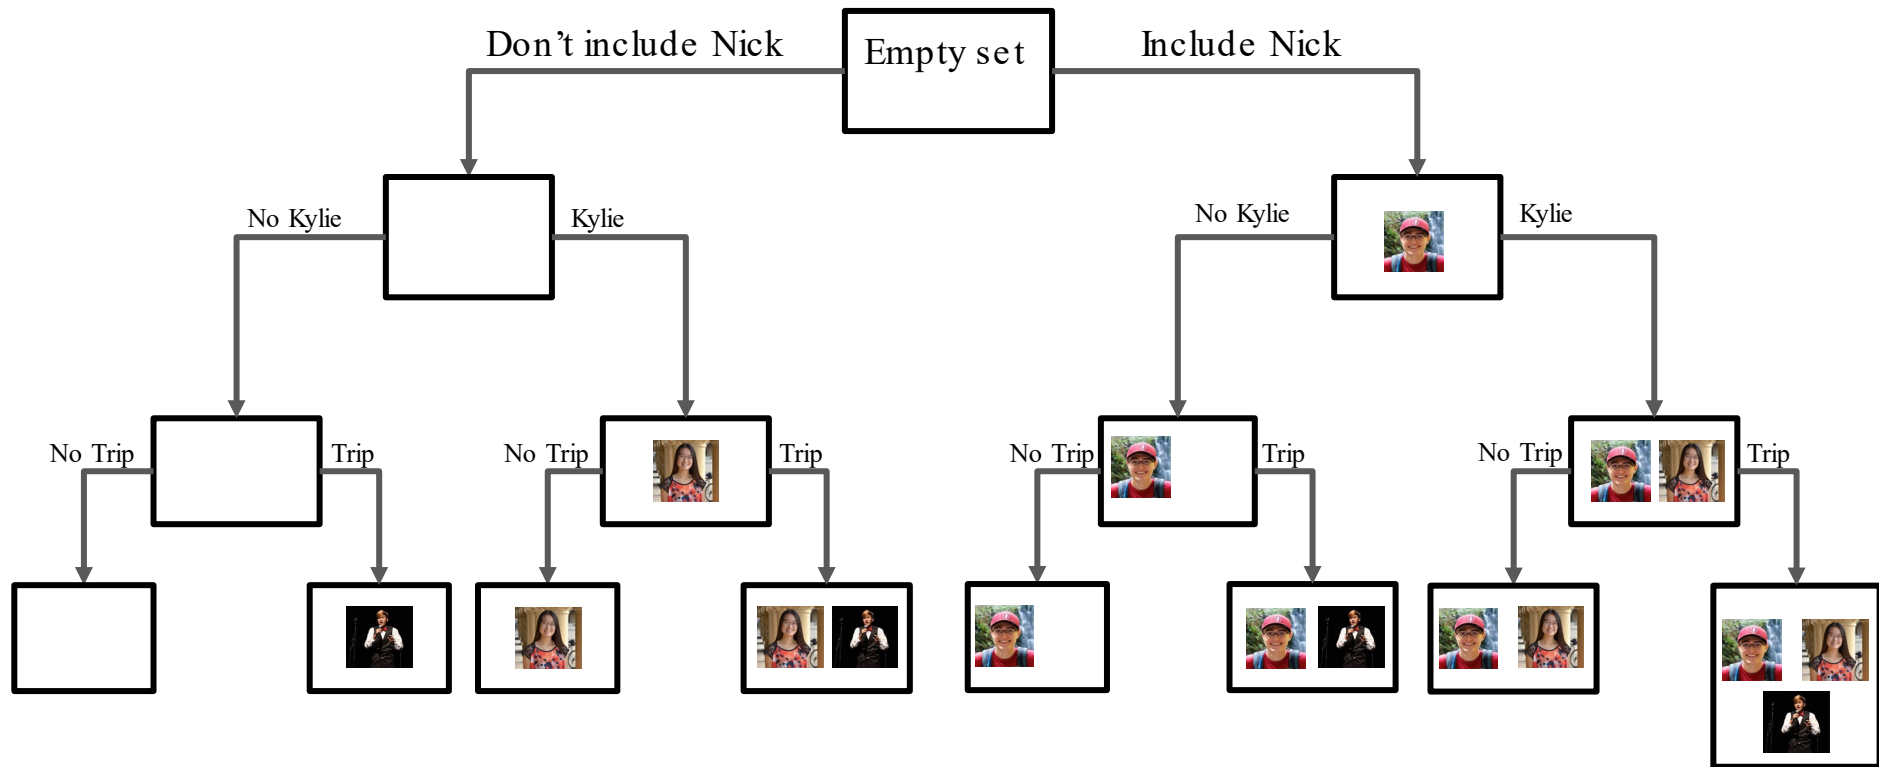 Don't include Nick
Empty set
Include Nick
No Kylie
Kylie
No Kylie
Kylie
No Trip
Trip
No Trip
Trip
No Trip
Trip
No Trip
Trip